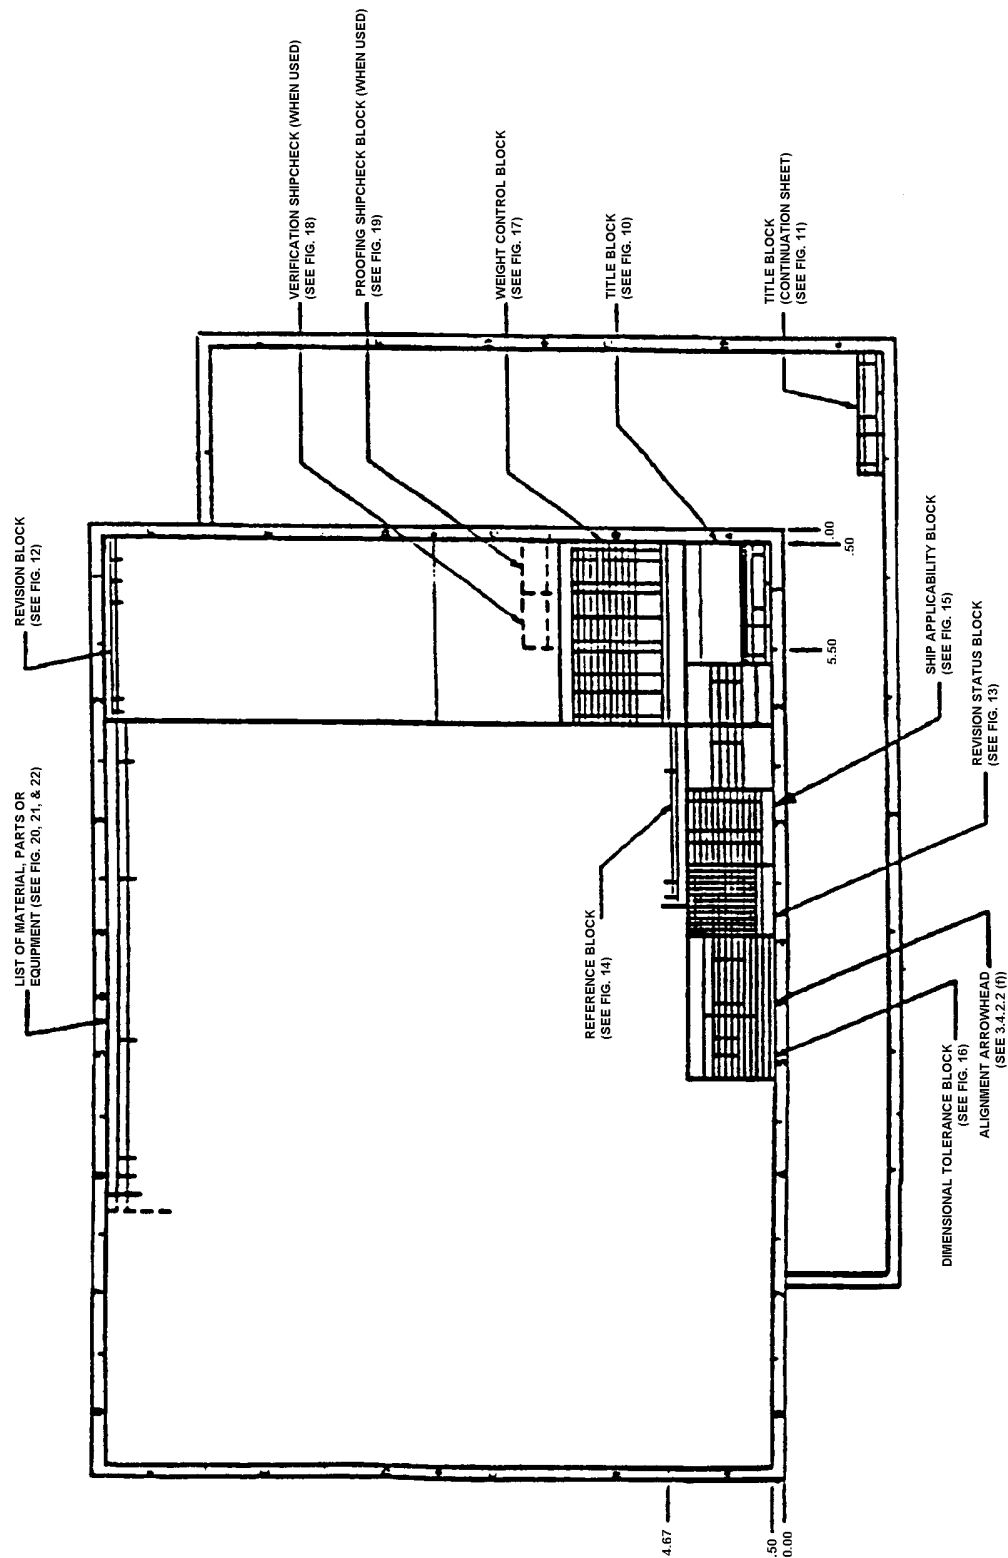 LIST OF MATERIAL, PARTS OR
EQUIPMENT (SEE FIG. 20, 21, & 22)
REVISION BLOCK
(SEE FIG. 12)
VERIFICATION SHIPCHECK (WHEN USED)
(SEE FIG. 18)
PROOFING SHIPCHECK BLOCK (WHEN USED)
(SEE FIG. 19)
WEIGHT CONTROL BLOCK
(SEE FIG. 17)
TITLE BLOCK
(SEE FIG. 10)
TITLE BLOCK
(CONTINUATION SHEET)
(SEE FIG. 11)
REFERENCE BLOCK
(SEE FIG. 14)
4.67
.50
0.00
5.50
.50
.00
DIMENSIONAL TOLERANCE BLOCK
(SEE FIG. 16)
ALIGNMENT ARROWHEAD
(SEE 3.4.2.2 (f))
REVISION STATUS BLOCK
(SEE FIG. 13)
SHIP APPLICABILITY BLOCK
(SEE FIG. 15)